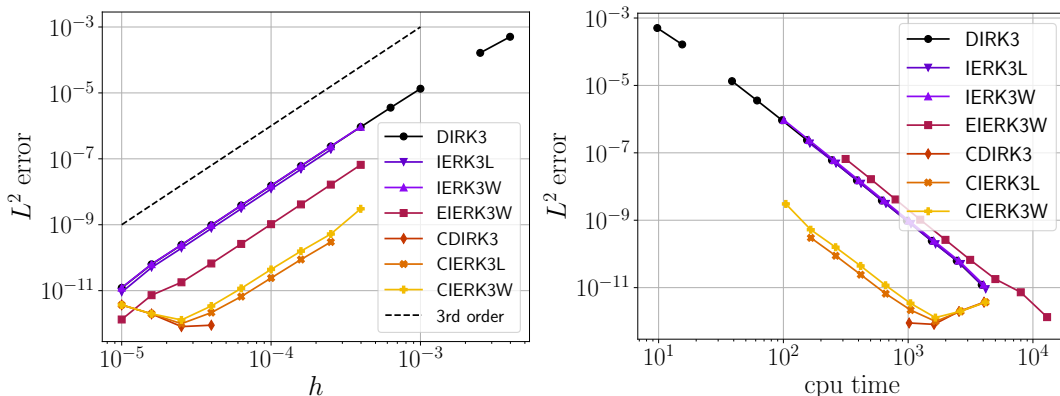 10^{-3}
10^{-5}
10^{-7}
10^{-9}
10^{-11}
L^2 error
10^{-5}
10^{-4}
10^{-3}
h
DIRK3
IERK3L
IERK3W
EIERK3W
CDIRK3
CIERK3L
CIERK3W
3rd order
10^{-3}
10^{-5}
10^{-7}
10^{-9}
10^{-11}
L^2 error
10^1
10^2
10^3
10^4
cpu time
DIRK3
IERK3L
IERK3W
EIERK3W
CDIRK3
CIERK3L
CIERK3W